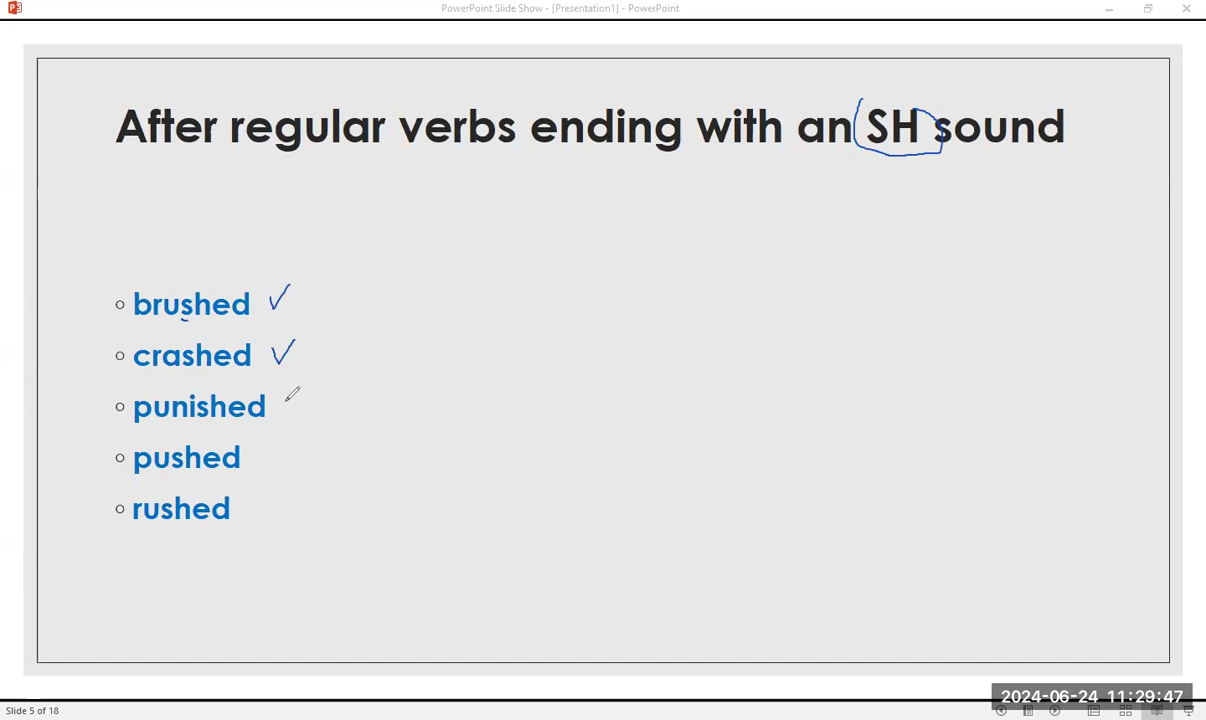 PowerPoint Slide Show - [Presentation1] - PowerPoint
After regular verbs ending with an SH sound
brushed
crashed
punished
pushed
rushed
2024-06-24 11:29:47
Slide 5 of 18